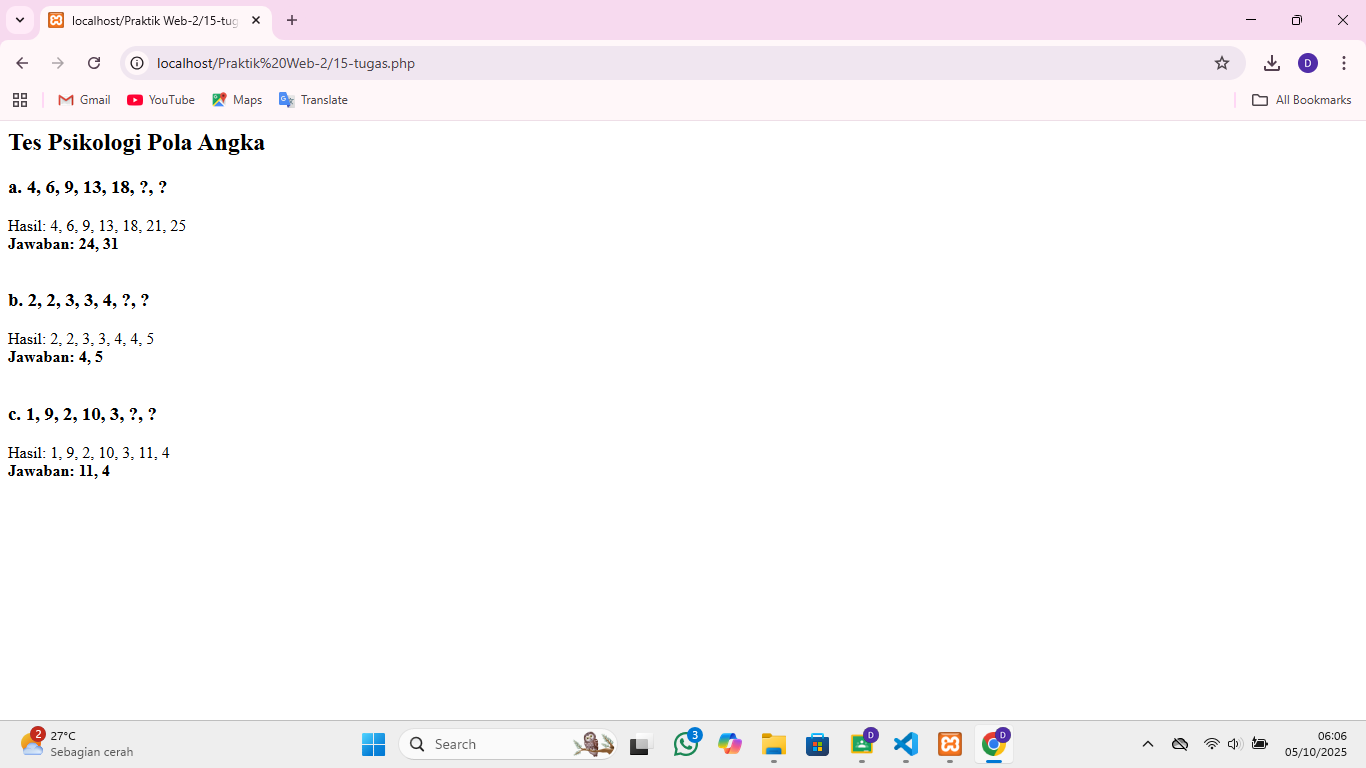 localhost/Praktik Web-2/15-tug
localhost/Praktik%20Web-2/15-tugas.php
D
Gmail
YouTube
Maps
Translate
All Bookmarks
Tes Psikologi Pola Angka
a. 4, 6, 9, 13, 18, ?, ?
Hasil: 4, 6, 9, 13, 18, 21, 25
Jawaban: 24, 31
b. 2, 2, 3, 3, 4, ?, ?
Hasil: 2, 2, 3, 3, 4, 4, 5
Jawaban: 4, 5
c. 1, 9, 2, 10, 3, ?, ?
Hasil: 1, 9, 2, 10, 3, 11, 4
Jawaban: 11, 4
2
27°C
Sebagian cerah
Search
3
D
D
06:06
05/10/2025